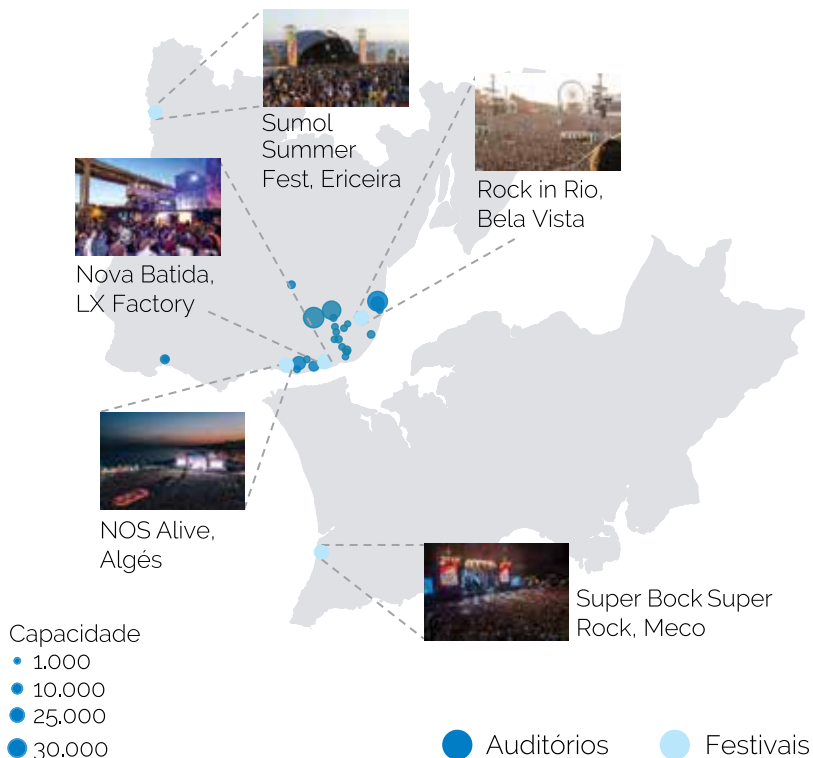 Sumol
Summer
Fest, Ericeira
Rock in Rio,
Bela Vista
Nova Batida,
LX Factory
NOS Alive,
Algés
Super Bock Super
Rock, Meco
Capacidade
1.000
10.000
25.000
30.000
Auditórios
Festivais